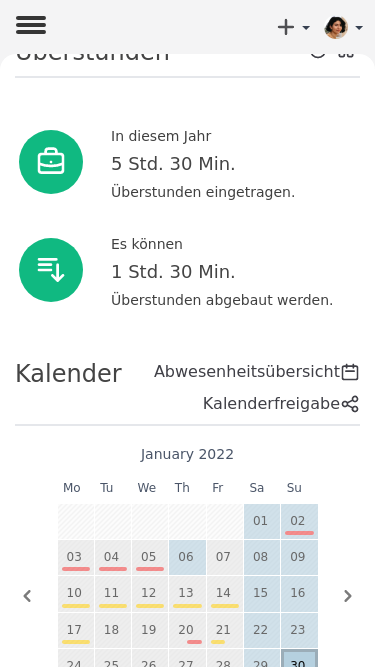 Überstunden
In diesem Jahr
5 Std. 30 Min.
Überstunden eingetragen.
Es können
1 Std. 30 Min.
Überstunden abgebaut werden.
Kalender
Abwesenheitsübersicht
Kalenderfreigabe
January 2022
Mo Tu We Th Fr Sa Su
01 02
03 04 05 06 07 08 09
10 11 12 13 14 15 16
17 18 19 20 21 22 23
24 25 26 27 28 29 30